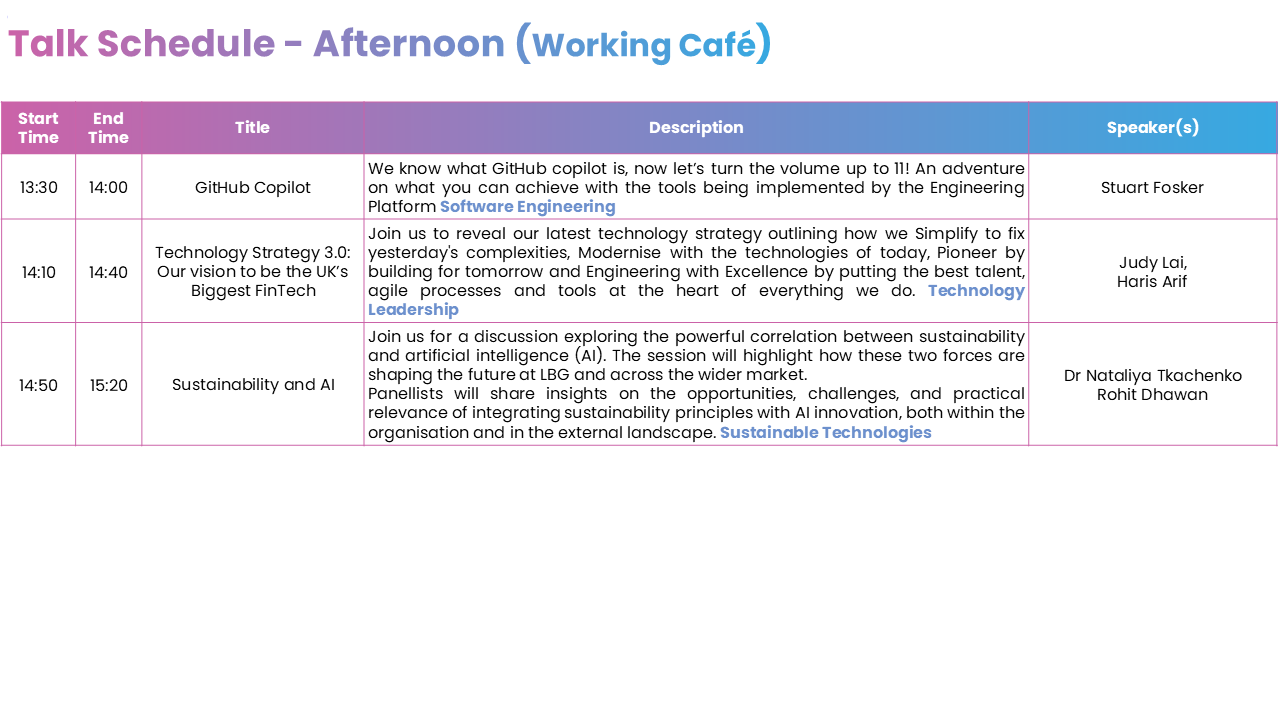 Talk Schedule - Afternoon (Working Café)
Start Time
End Time
Title
Description
Speaker(s)
13:30
14:00
GitHub Copilot
We know what GitHub copilot is, now let's turn the volume up to 11! An adventure
on what you can achieve with the tools being implemented by the Engineering
Platform Software Engineering
Stuart Fosker
14:10
14:40
Technology Strategy 3.0:
Our vision to be the UK's
Biggest FinTech
Join us to reveal our latest technology strategy outlining how we Simplify to fix
yesterday's complexities, Modernise with the technologies of today, Pioneer by
building for tomorrow and Engineering with Excellence by putting the best talent,
agile processes and tools at the heart of everything we do. Technology
Leadership
Judy Lai,
Haris Arif
14:50
15:20
Sustainability and AI
Join us for a discussion exploring the powerful correlation between sustainability
and artificial intelligence (AI). The session will highlight how these two forces are
shaping the future at LBG and across the wider market.
Panellists will share insights on the opportunities, challenges, and practical
relevance of integrating sustainability principles with AI innovation, both within the
organisation and in the external landscape. Sustainable Technologies
Dr Nataliya Tkachenko
Rohit Dhawan